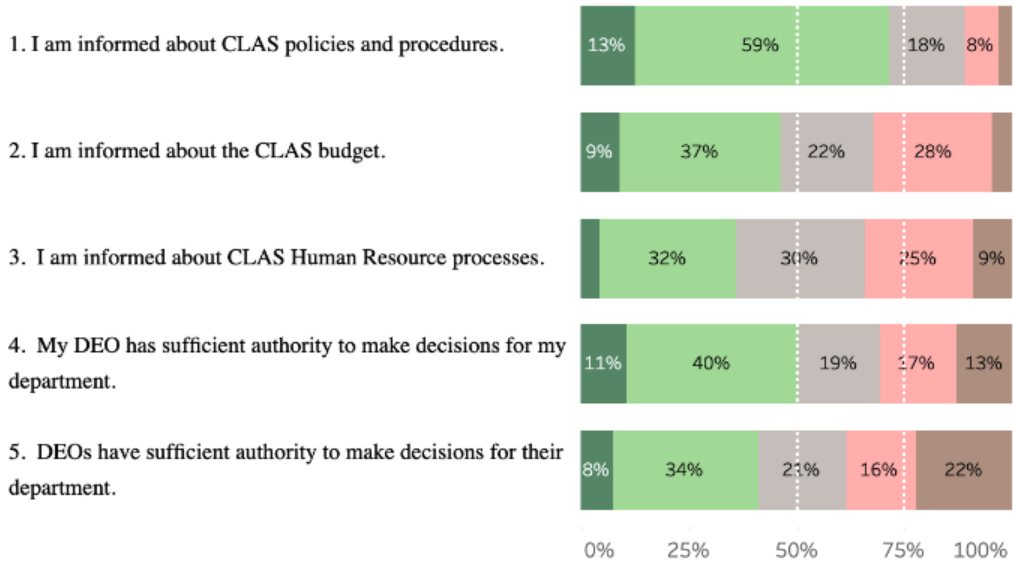 1. I am informed about CLAS policies and procedures.
13% 59% 18% 8%
2. I am informed about the CLAS budget.
9% 37% 22% 28%
3. I am informed about CLAS Human Resource processes.
32% 30% 25% 9%
4. My DEO has sufficient authority to make decisions for my
department.
11% 40% 19% 17% 13%
5. DEOs have sufficient authority to make decisions for their
department.
8% 34% 21% 16% 22%
0% 25% 50% 75% 100%